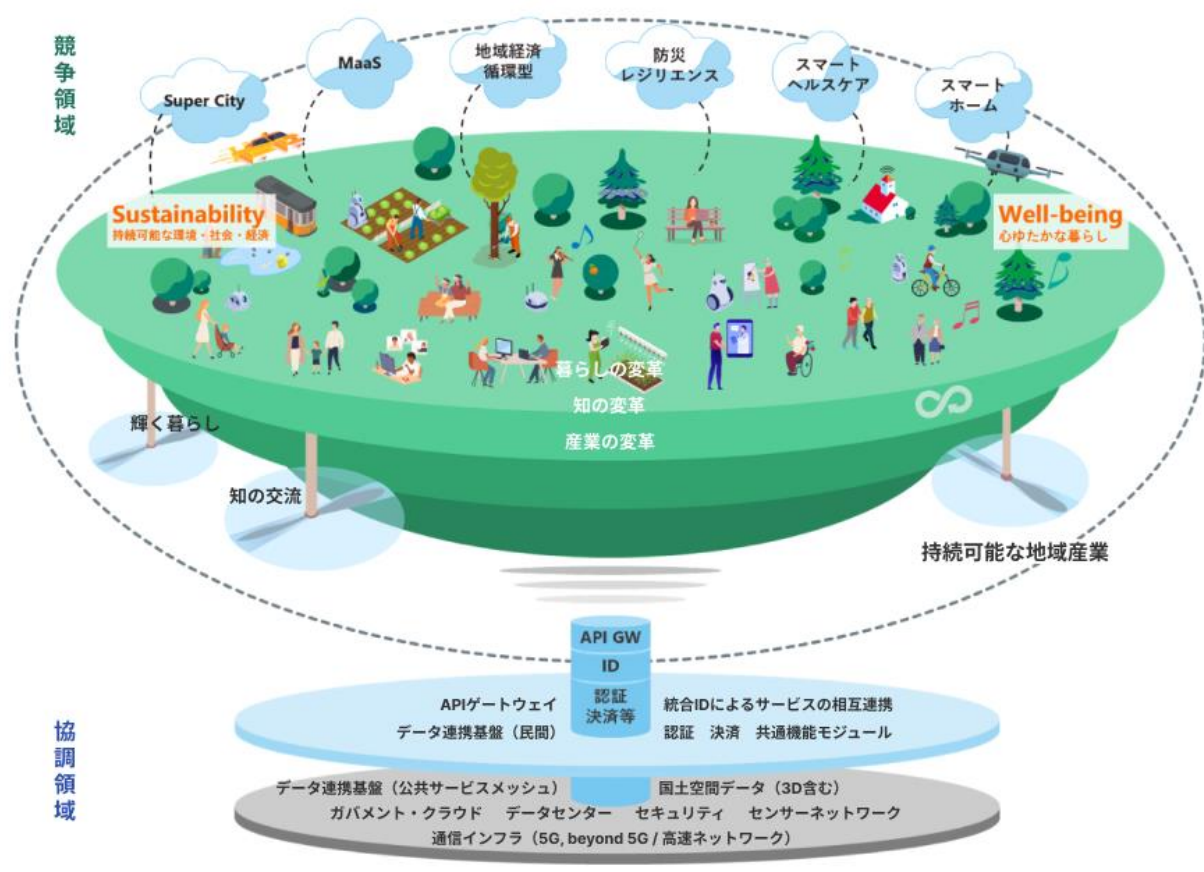 競争領域
Super City
MaaS
地域経済
循環型
防災
レジリエンス
スマート
ヘルスケア
スマート
ホーム
Sustainability
持続可能な環境・社会・経済
Well-being
心ゆたかな暮らし
暮らしの変革
知の変革
産業の変革
輝く暮らし
知の交流
持続可能な地域産業
協調領域
API GW
ID
認証
決済等
APIゲートウェイ
統合IDによるサービスの相互連携
データ連携基盤（民間）
認証　決済　共通機能モジュール
データ連携基盤（公共サービスメッシュ）
国土空間データ（3D含む）
ガバメント・クラウド　データセンター　セキュリティ　センサーネットワーク
通信インフラ（5G, beyond 5G / 高速ネットワーク）